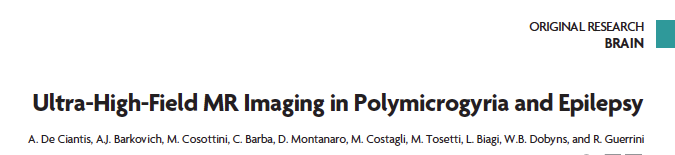 ORIGINAL RESEARCH
BRAIN
Ultra-High-Field MR Imaging in Polymicrogyria and Epilepsy
A. De Ciantis, A.J. Barkovich, M. Cosottini, C. Barba, D. Montanaro, M. Costagli, M. Tosetti, L. Biagi, W.B. Dobyns, and R. Guerrini